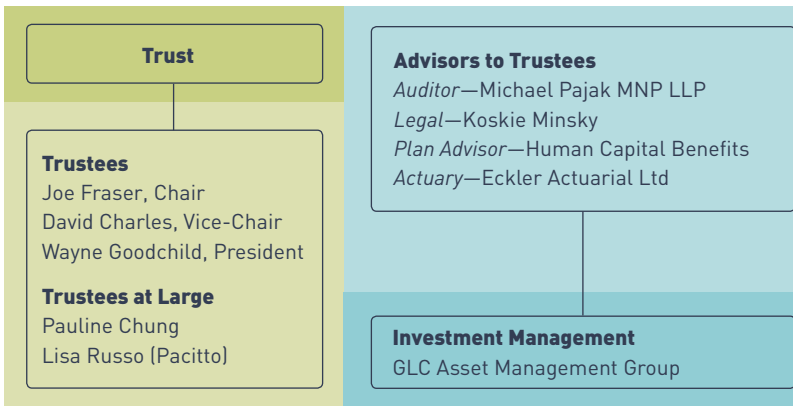 Trust
Trustees
Joe Fraser, Chair
David Charles, Vice-Chair
Wayne Goodchild, President
Trustees at Large
Pauline Chung
Lisa Russo (Pacitto)
Advisors to Trustees
Auditor—Michael Pajak MNP LLP
Legal—Koskie Minsky
Plan Advisor—Human Capital Benefits
Actuary—Eckler Actuarial Ltd
Investment Management
GLC Asset Management Group